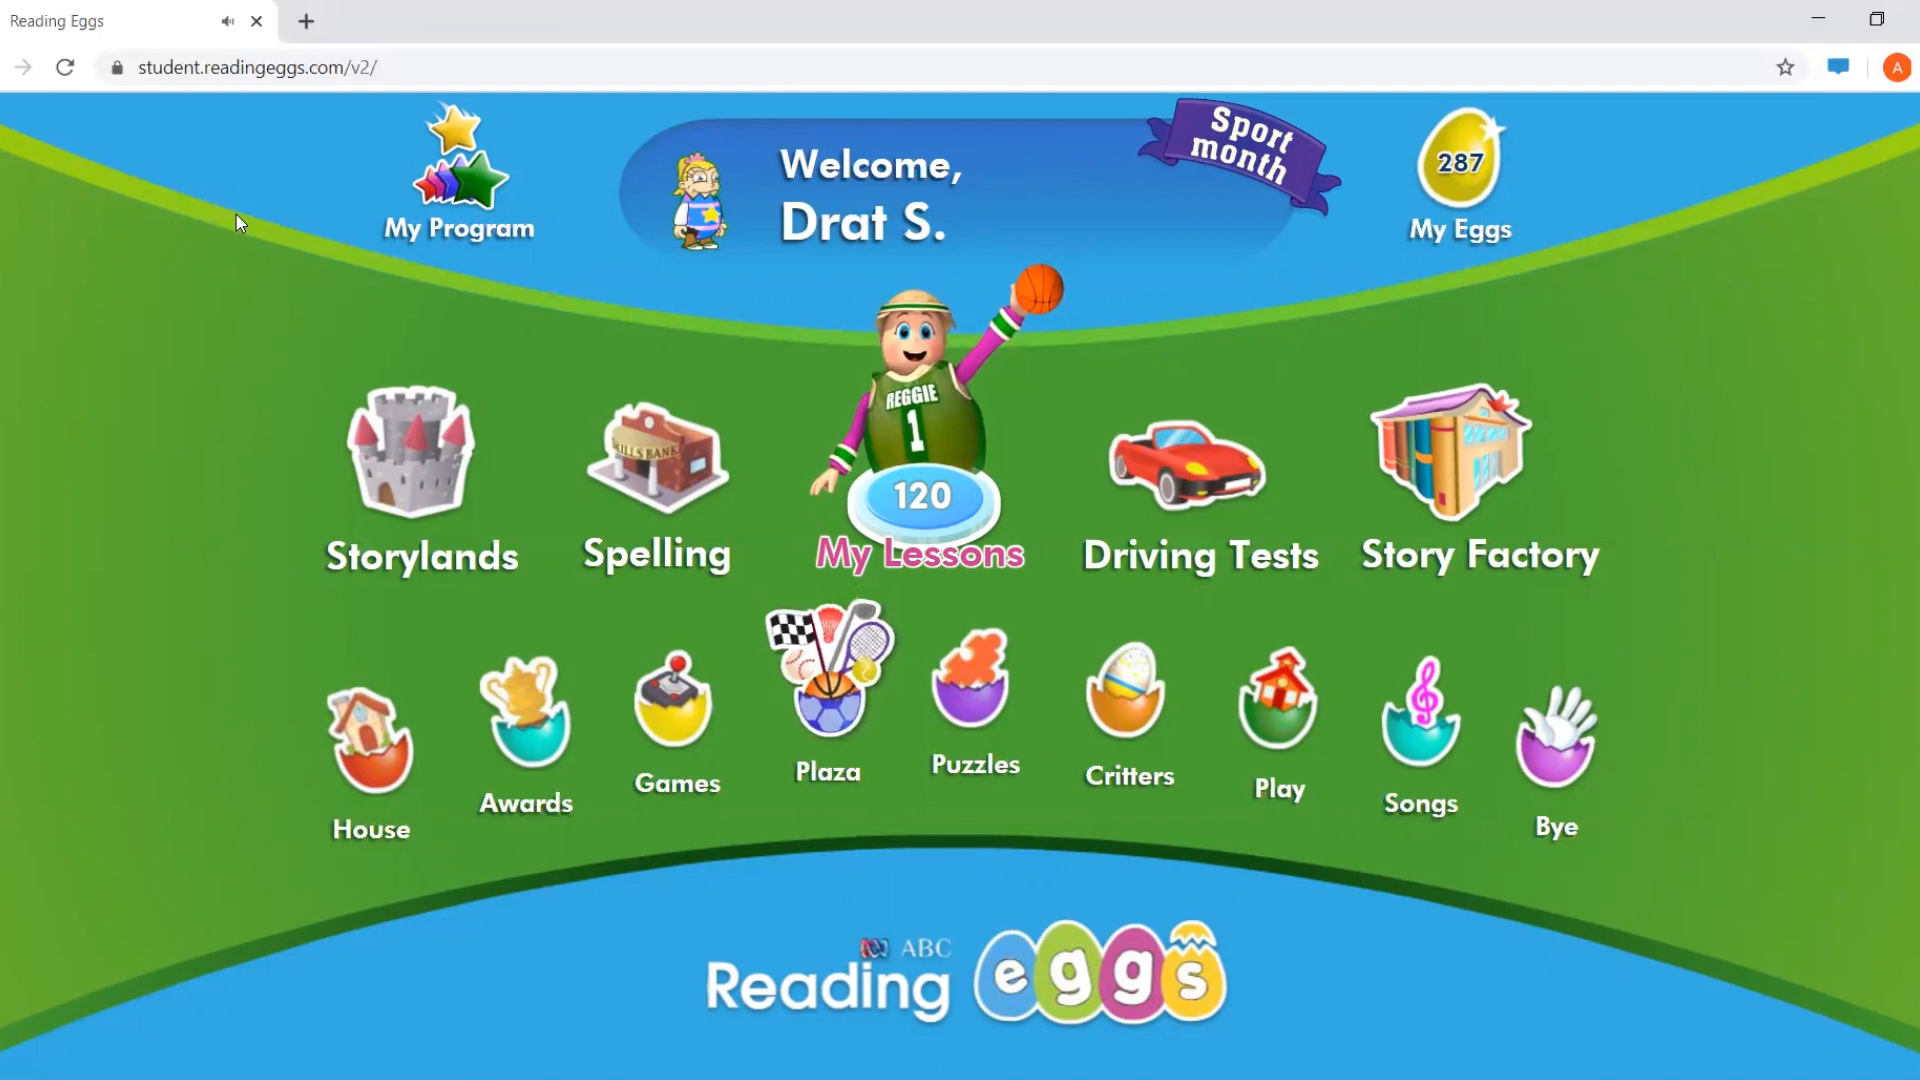 Reading Eggs
student.readingeggs.com/v2/
A
Sport
month
Welcome,
Drat S.
287
My Program
My Eggs
REGGIE
1
SKILLS BANK
120
Storylands
Spelling
My Lessons
Driving Tests
Story Factory
House
Awards
Games
Plaza
Puzzles
Critters
Play
Songs
Bye
ABC
Reading eggs